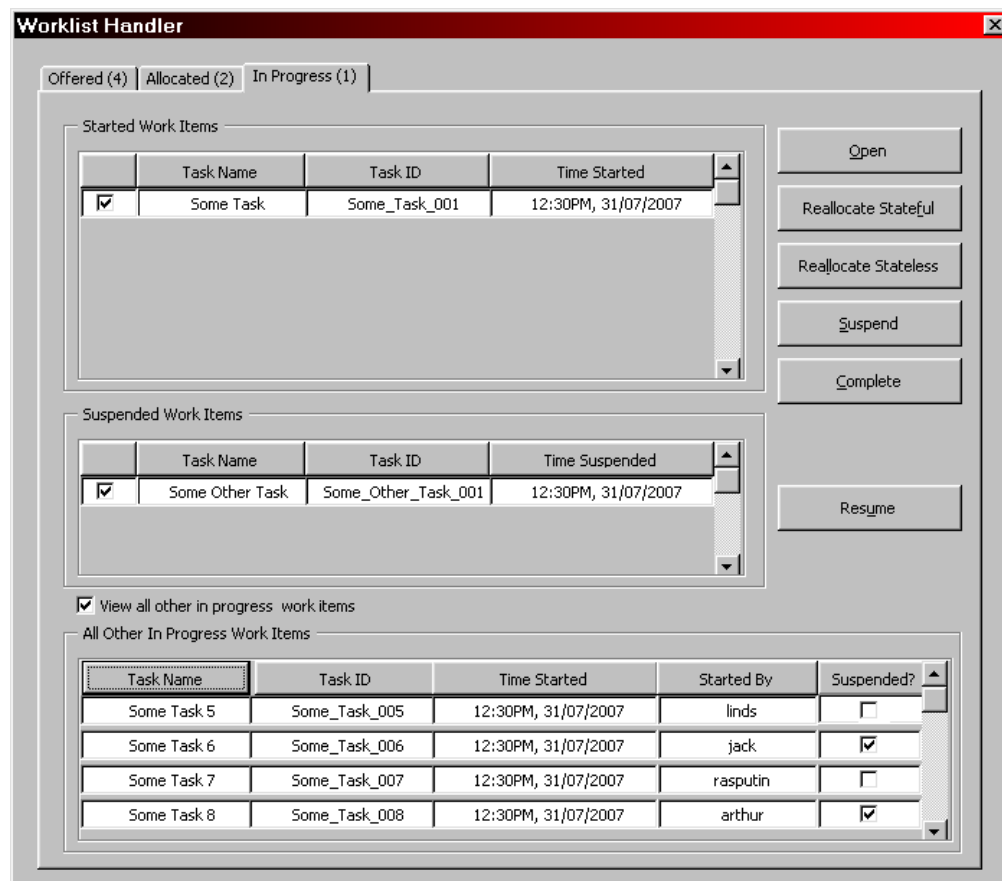 Worklist Handler
Offered (4) Allocated (2) In Progress (1)
Started Work Items
Task Name Task ID Time Started
Some Task Some_Task_001 12:30PM, 31/07/2007
Open
Reallocate Stateful
Reallocate Stateless
Suspend
Complete
Suspended Work Items
Task Name Task ID Time Suspended
Some Other Task Some_Other_Task_001 12:30PM, 31/07/2007
Resume
View all other in progress work items
All Other In Progress Work Items
Task Name Task ID Time Started Started By Suspended?
Some Task 5 Some_Task_005 12:30PM, 31/07/2007 linds
Some Task 6 Some_Task_006 12:30PM, 31/07/2007 jack
Some Task 7 Some_Task_007 12:30PM, 31/07/2007 rasputin
Some Task 8 Some_Task_008 12:30PM, 31/07/2007 arthur